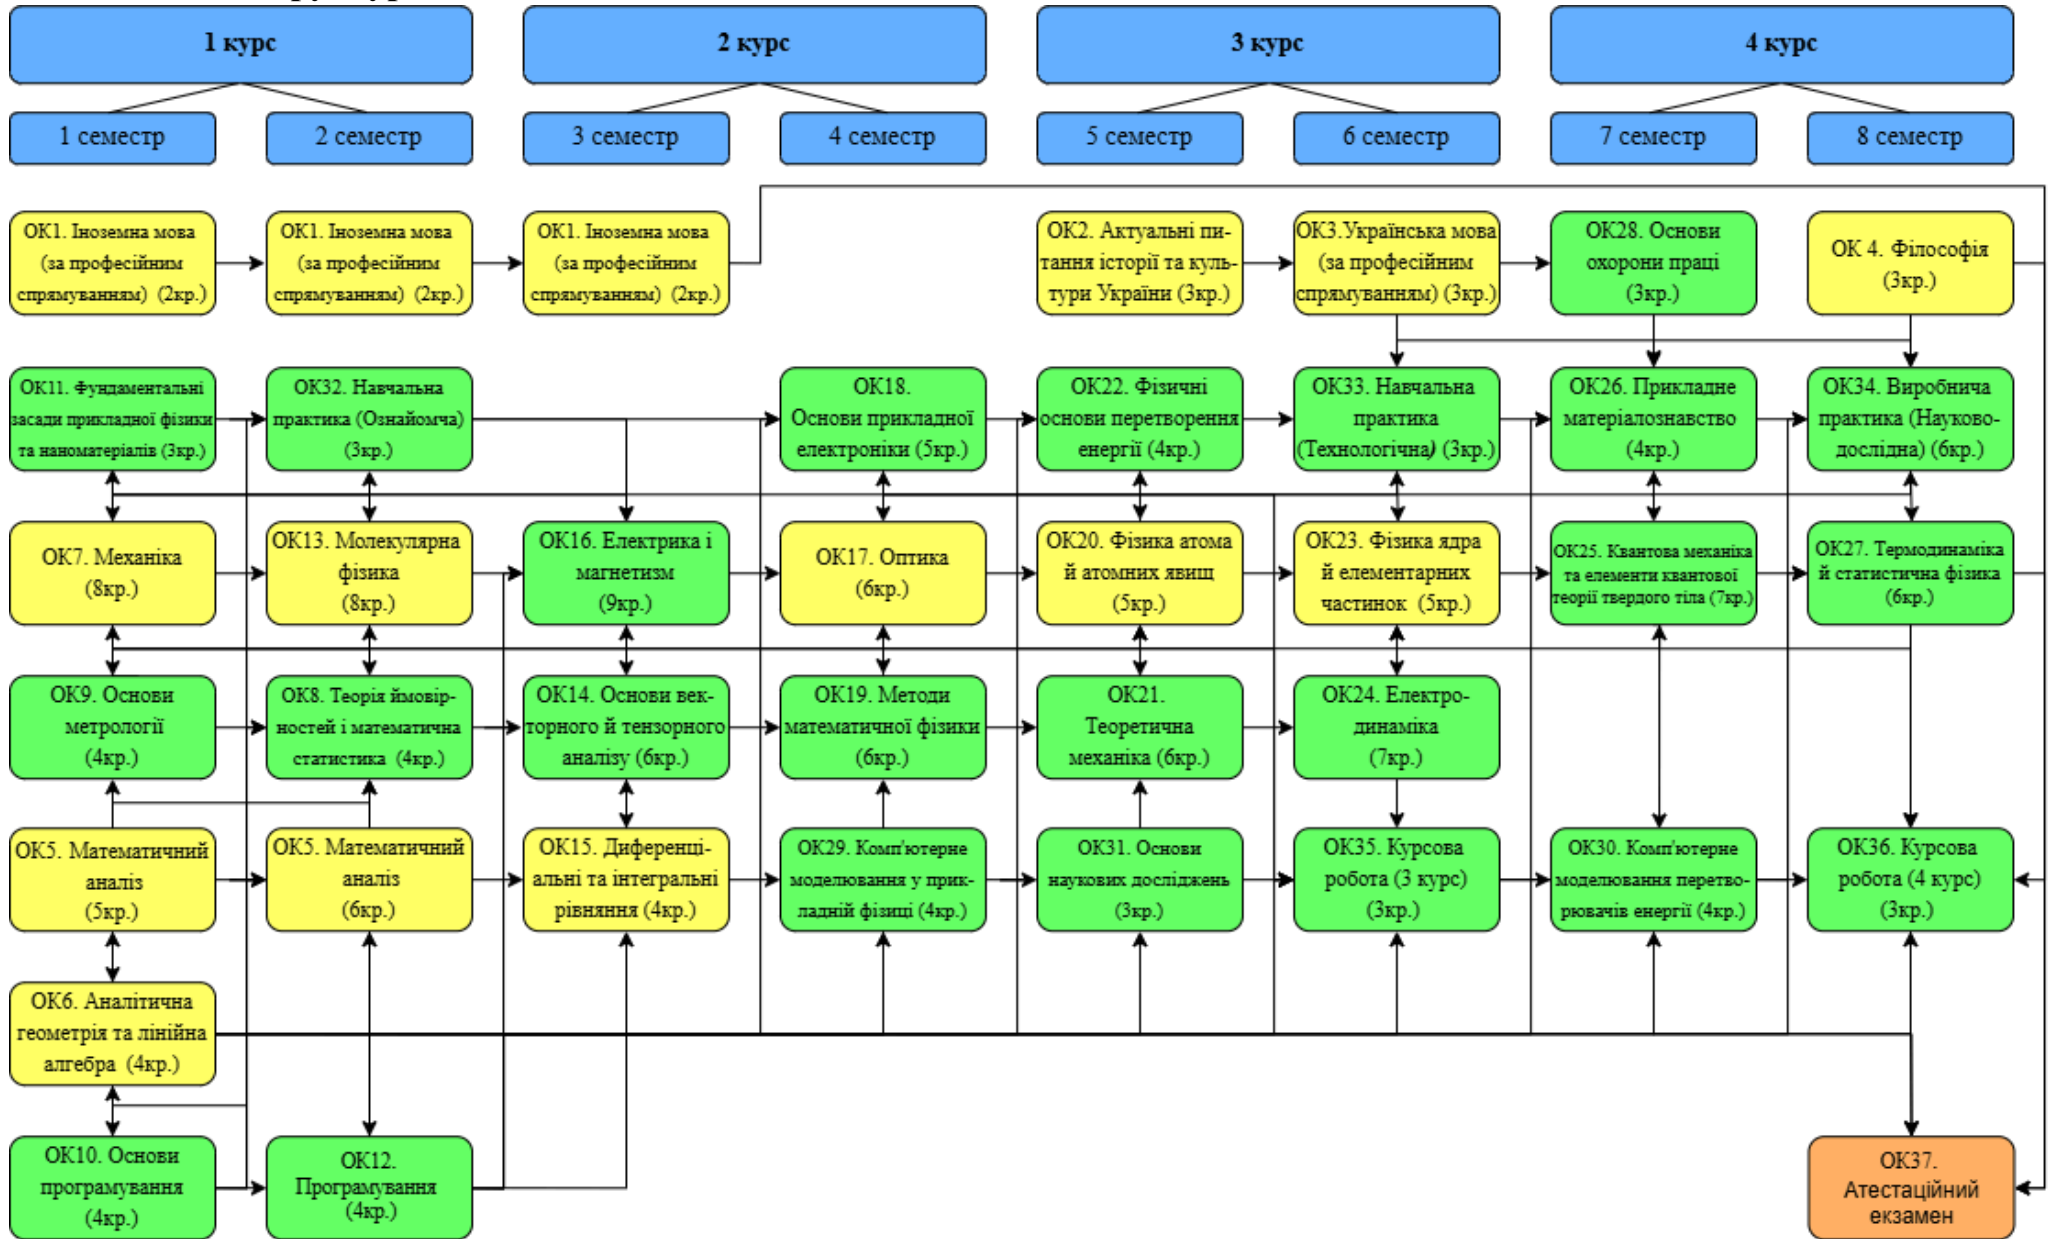 1 курс
2 курс
3 курс
4 курс
1 семестр
2 семестр
3 семестр
4 семестр
5 семестр
6 семестр
7 семестр
8 семестр
ОК1. Іноземна мова
(за професійним
спрямуванням) (2кр.)
ОК1. Іноземна мова
(за професійним
спрямуванням) (2кр.)
ОК1. Іноземна мова
(за професійним
спрямуванням) (2кр.)
ОК2. Актуальні пи-
тання історії та куль-
тури України (3кр.)
ОК3.Українська мова
(за професійним
спрямуванням) (3кр.)
ОК28. Основи
охорони праці
(3кр.)
ОК 4. Філософія
(3кр.)
ОК11. Фундаментальні
засади прикладної фізики
та наноматеріалів (3кр.)
ОК32. Навчальна
практика (Ознайомча)
(3кр.)
ОК18.
Основи прикладної
електроніки (5кр.)
ОК22. Фізичні
основи перетворення
енергії (4кр.)
ОК33. Навчальна
практика
(Технологічна) (3кр.)
ОК26. Прикладне
матеріалознавство
(4кр.)
ОК34. Виробнича
практика (Науково-
дослідна) (6кр.)
ОК7. Механіка
(8кр.)
ОК13. Молекулярна
фізика
(8кр.)
ОК16. Електрика і
магнетизм
(9кр.)
ОК17. Оптика
(6кр.)
ОК20. Фізика атома
й атомних явищ
(5кр.)
ОК23. Фізика ядра
й елементарних
частинок (5кр.)
ОК25. Квантова механіка
та елементи квантової
теорії твердого тіла (7кр.)
ОК27. Термодинаміка
й статистична фізика
(6кр.)
ОК9. Основи
метрології
(4кр.)
ОК8. Теорія ймовір-
ностей і математична
статистика (4кр.)
ОК14. Основи век-
торного й тензорного
аналізу (6кр.)
ОК19. Методи
математичної фізики
(6кр.)
ОК21.
Теоретична
механіка (6кр.)
ОК24. Електро-
динаміка
(7кр.)
ОК5. Математичний
аналіз
(5кр.)
ОК5. Математичний
аналіз
(6кр.)
ОК15. Диференці-
альні та інтегральні
рівняння (4кр.)
ОК29. Комп'ютерне
моделювання у прик-
ладній фізиці (4кр.)
ОК31. Основи
наукових досліджень
(3кр.)
ОК35. Курсова
робота (3 курс)
(3кр.)
ОК30. Комп'ютерне
моделювання перетво-
рювачів енергії (4кр.)
ОК36. Курсова
робота (4 курс)
(3кр.)
ОК6. Аналітична
геометрія та лінійна
алгебра (4кр.)
ОК10. Основи
програмування
(4кр.)
ОК12.
Програмування
(4кр.)
ОК37.
Атестаційний
екзамен